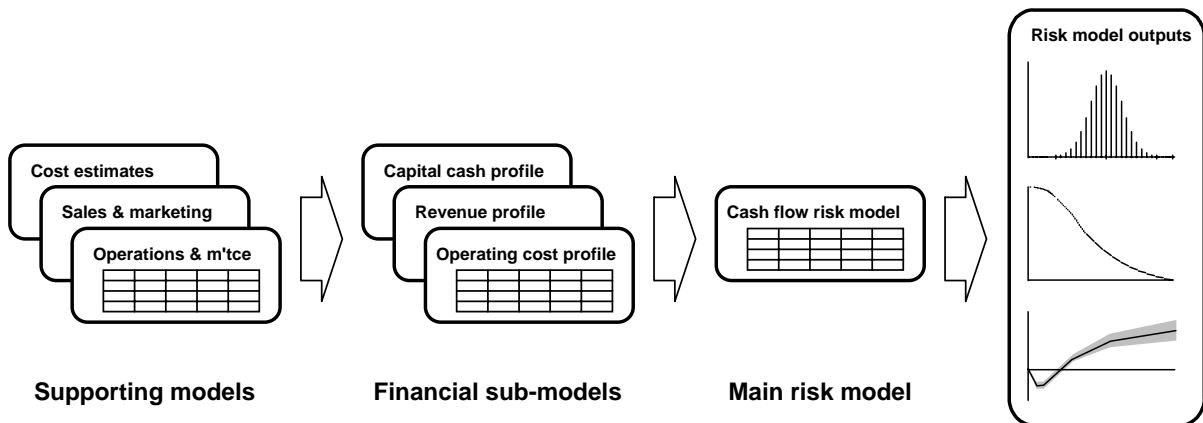 Risk model outputs
Cost estimates
Sales & marketing
Operations & m'tce
Capital cash profile
Revenue profile
Operating cost profile
Cash flow risk model
Supporting models
Financial sub-models
Main risk model